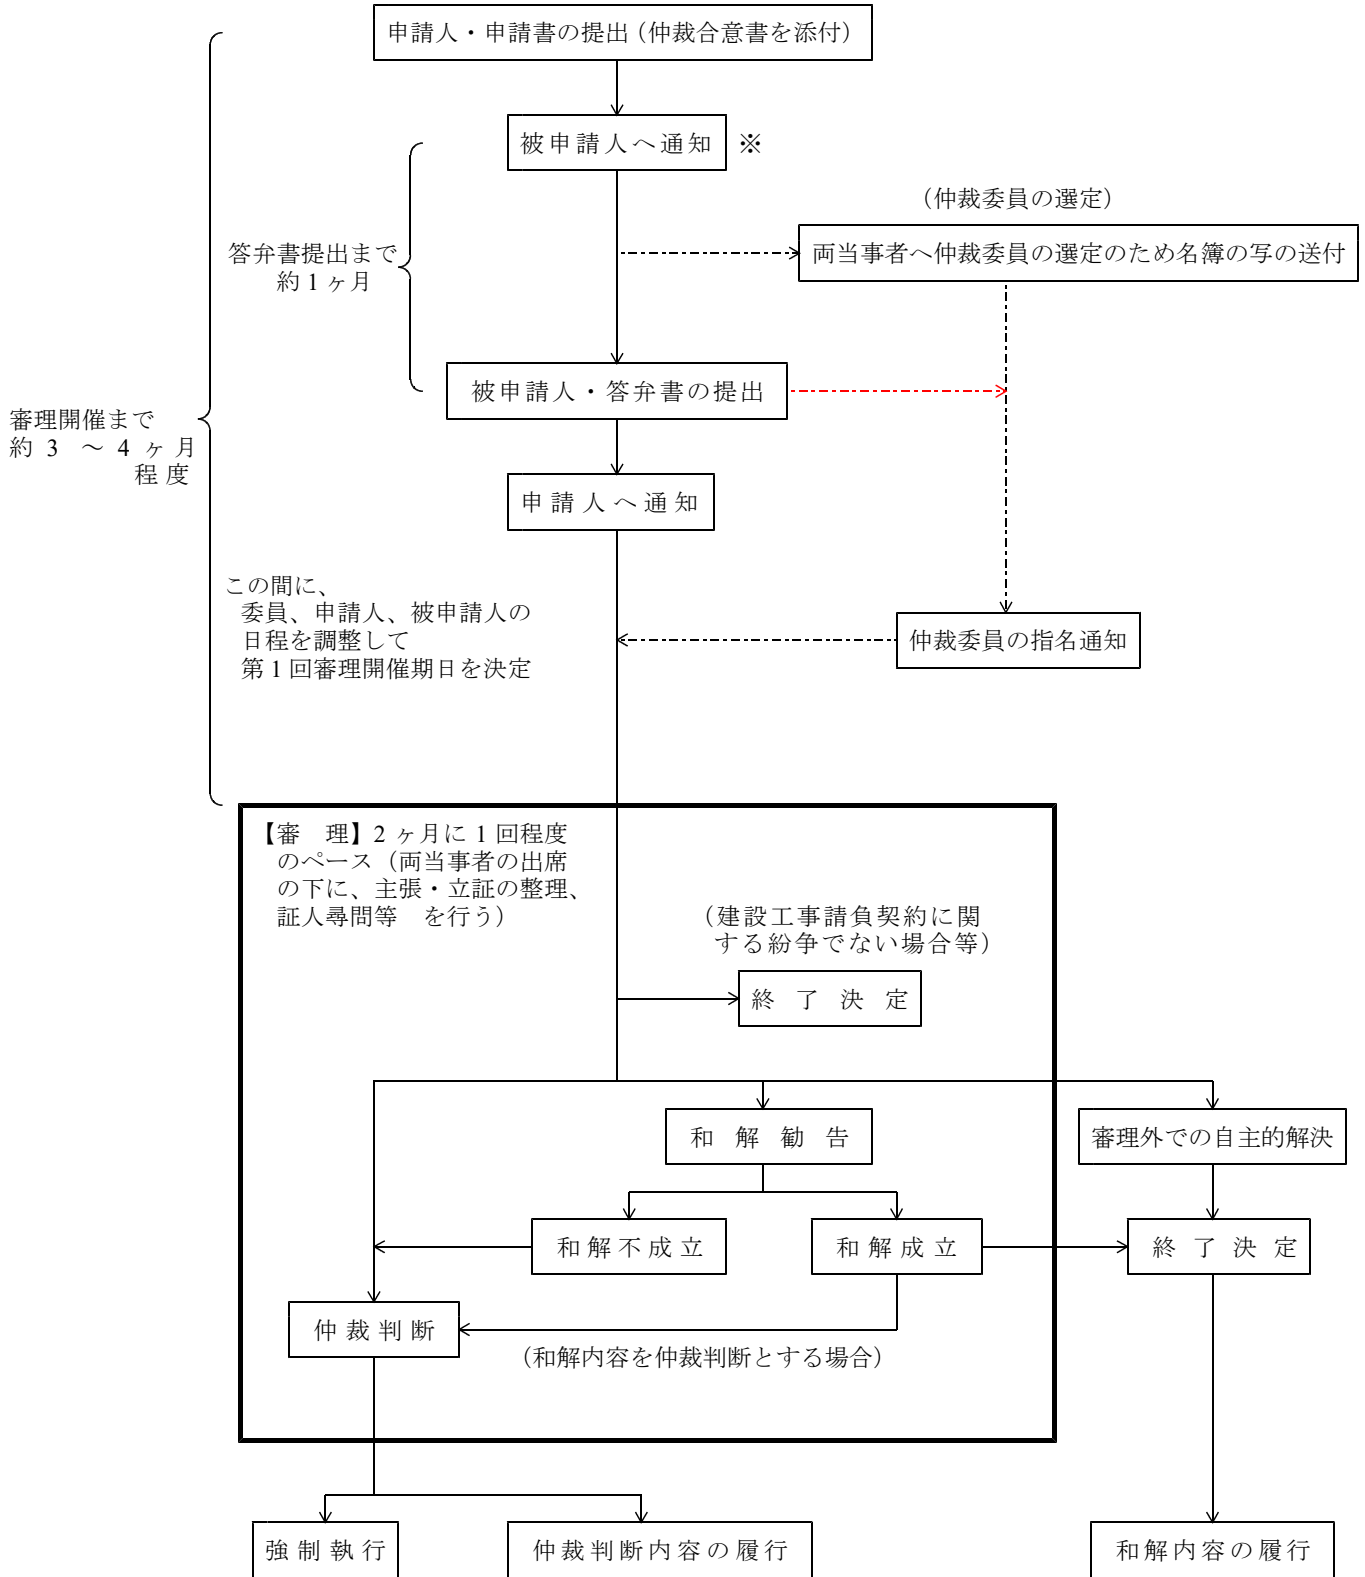 申請人・申請書の提出（仲裁合意書を添付）
被申請人へ通知 ※
（仲裁委員の選定）
両当事者へ仲裁委員の選定のため名簿の写の送付
答弁書提出まで
約1ヶ月
被申請人・答弁書の提出
審理開催まで
約3～4ヶ月
程度
申請人へ通知
この間に、
委員、申請人、被申請人の
日程を調整して
第1回審理開催期日を決定
仲裁委員の指名通知
【審　理】2ヶ月に1回程度
のペース（両当事者の出席
の下に、主張・立証の整理、
証人尋問等　を行う）
（建設工事請負契約に関
する紛争でない場合等）
終了決定
和解勧告
審理外での自主的解決
和解不成立
和解成立
終了決定
仲裁判断
（和解内容を仲裁判断とする場合）
強制執行
仲裁判断内容の履行
和解内容の履行